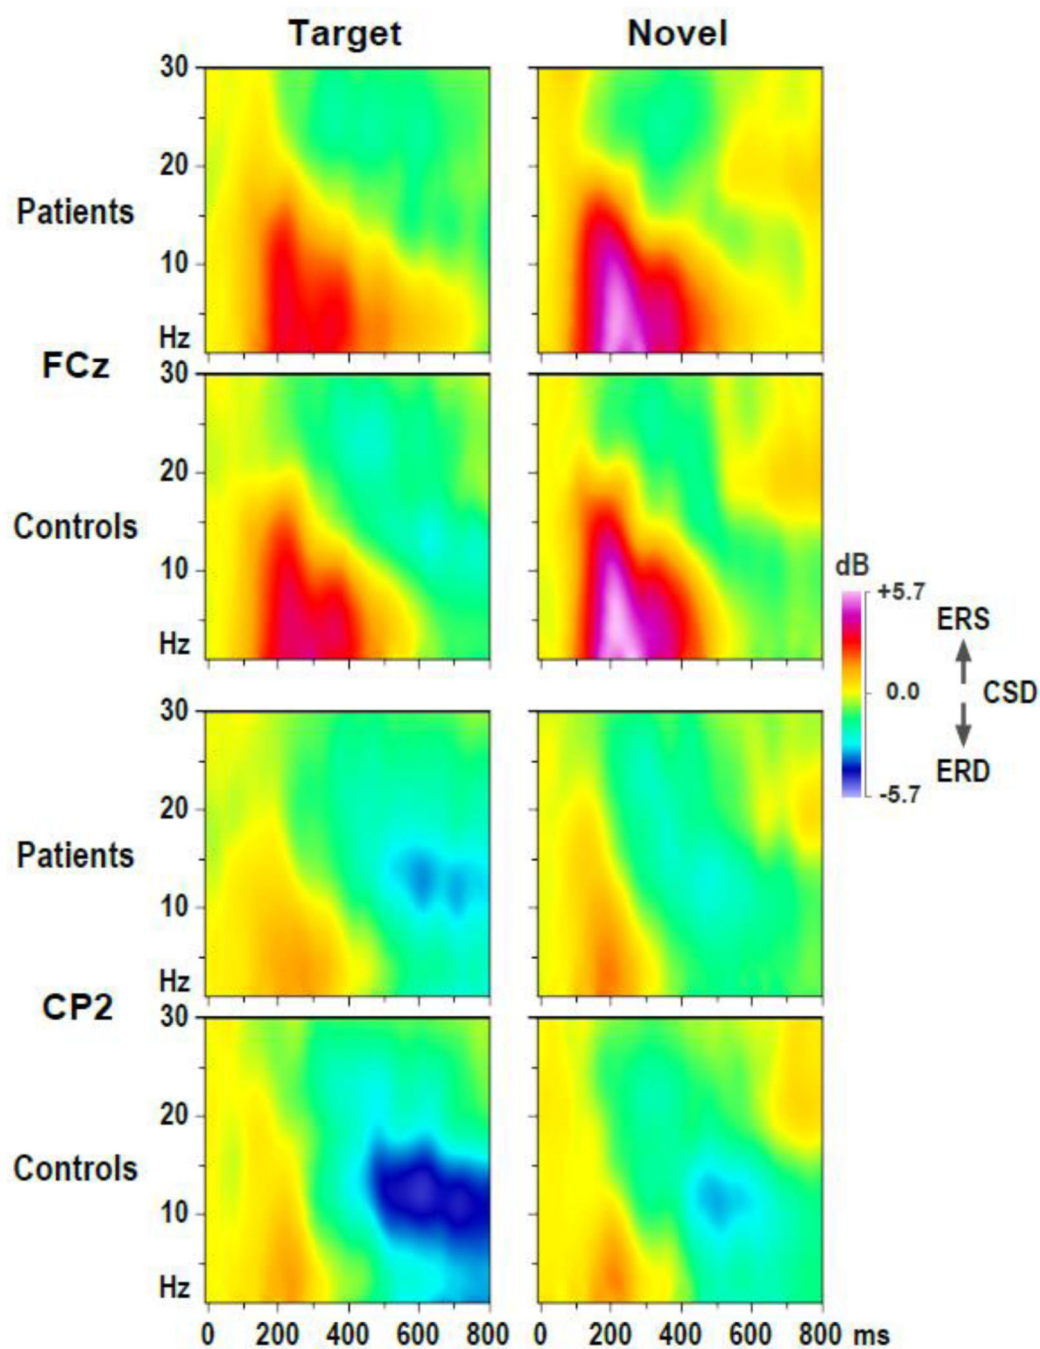 Target Novel
30
20
Patients
10
Hz
FCz
30
20
Controls
10
Hz
dB
+5.7
ERS
0.0 CSD
ERD
-5.7
30
20
Patients
10
Hz
CP2
30
20
Controls
10
Hz
0 200 400 600 800 0 200 400 600 800 ms